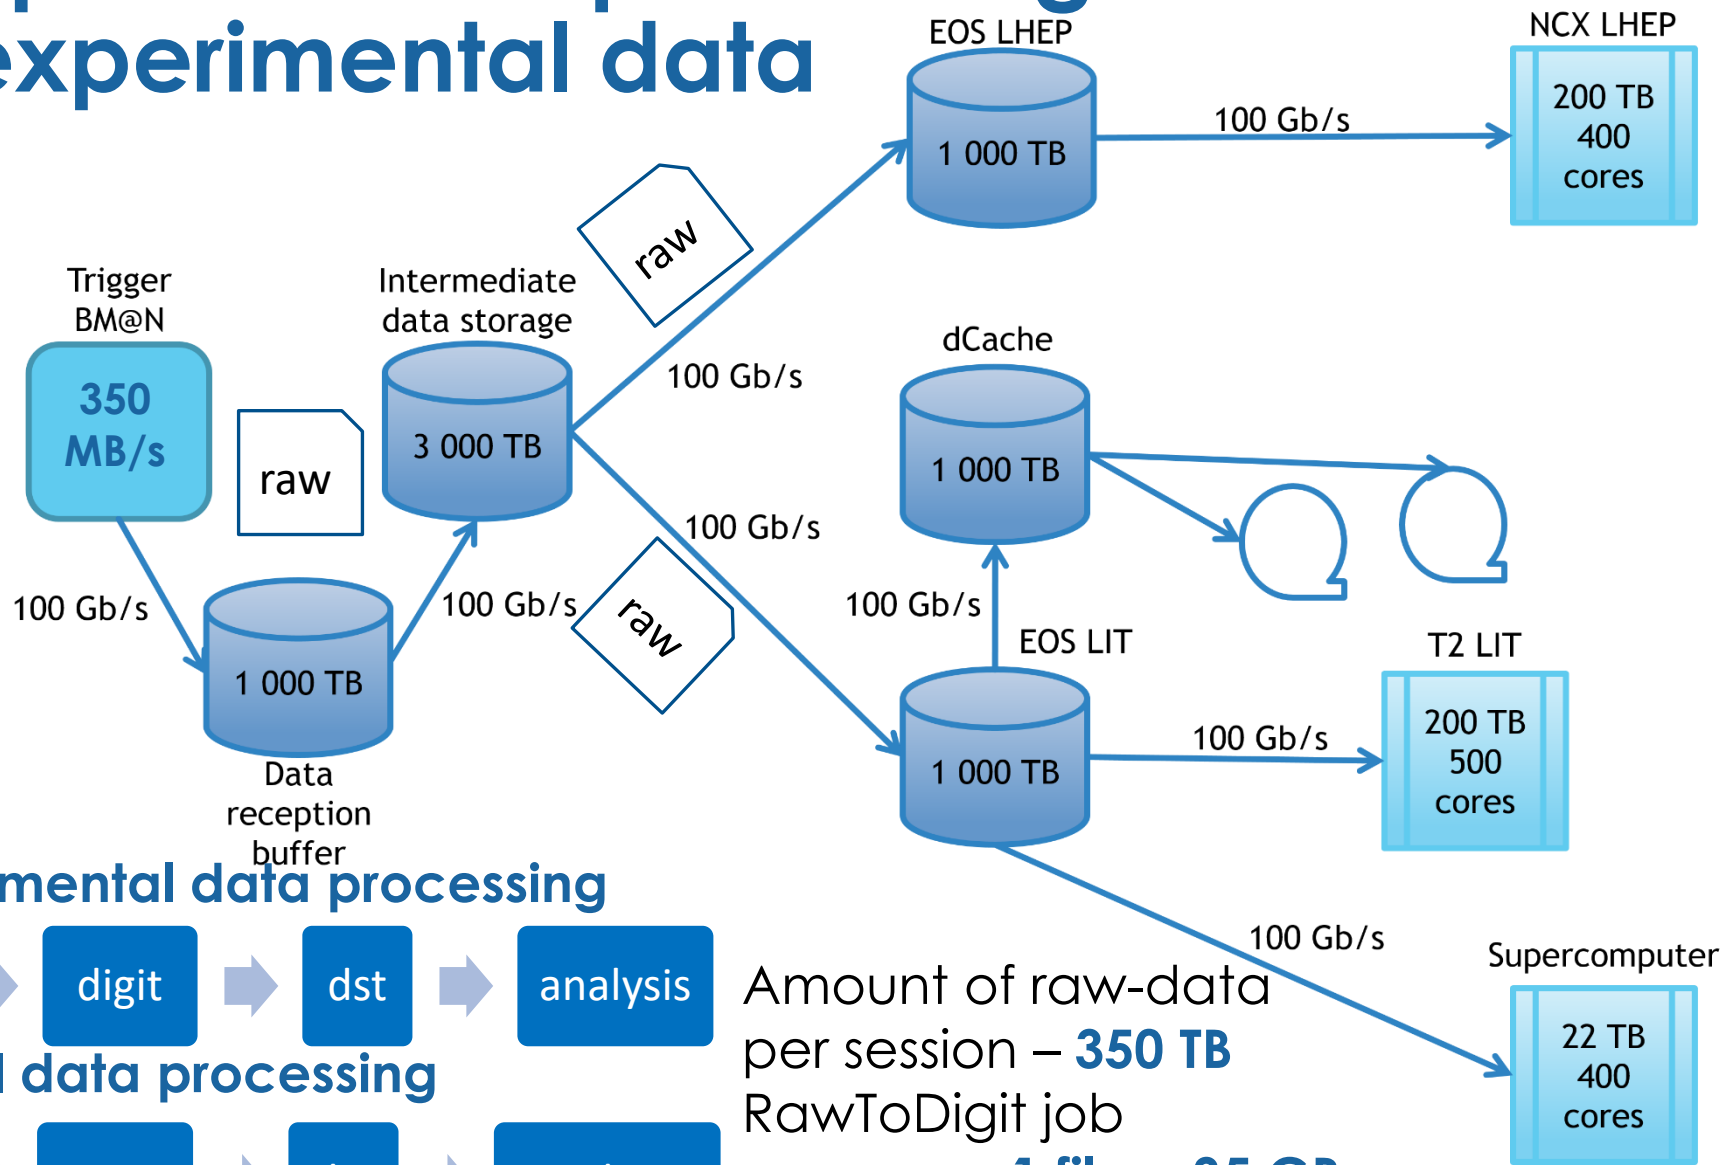 experimental data
EOS LHEP
1 000 TB
100 Gb/s
NCX LHEP
200 TB
400
cores
raw
Trigger
BM@N
350
MB/s
raw
Intermediate
data storage
3 000 TB
100 Gb/s
dCache
1 000 TB
100 Gb/s
raw
100 Gb/s
100 Gb/s
Data
reception
buffer
1 000 TB
100 Gb/s
EOS LIT
1 000 TB
100 Gb/s
T2 LIT
200 TB
500
cores
100 Gb/s
Supercomputer
22 TB
400
cores
mental data processing
digit
dst
analysis
data processing
Amount of raw-data
per session – 350 TB
RawToDigit job